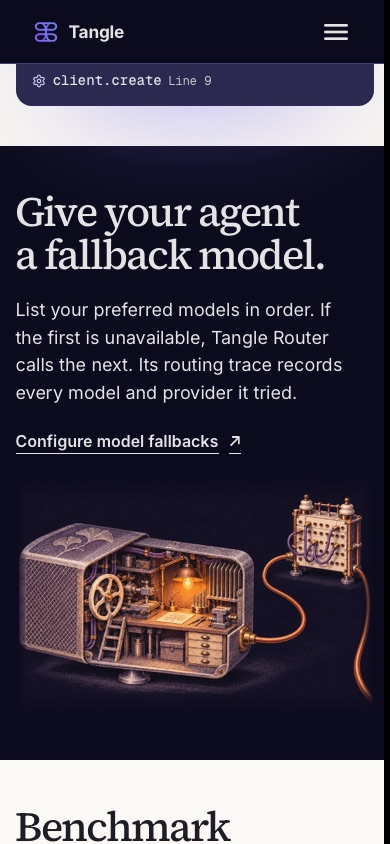 Tangle
client.create Line 9
Give your agent
a fallback model.
List your preferred models in order. If
the first is unavailable, Tangle Router
calls the next. Its routing trace records
every model and provider it tried.
Configure model fallbacks ↗
Benchmark